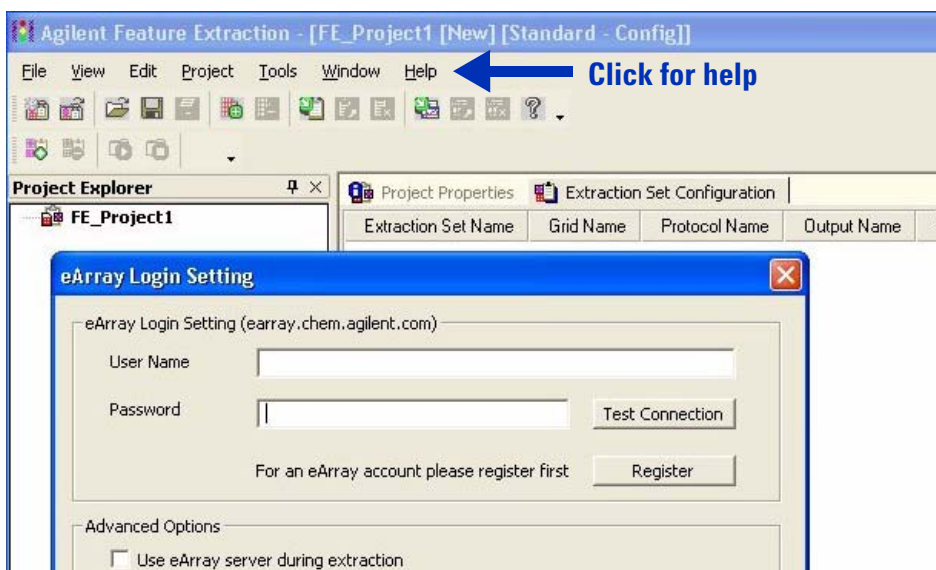 Agilent Feature Extraction - [FE_Project1 [New] [Standard - Config]]
File View Edit Project Tools Window Help
Click for help
Project Explorer
Project Properties Extraction Set Configuration
FE_Project1
Extraction Set Name Grid Name Protocol Name Output Name
eArray Login Setting
eArray Login Setting (earray.chem.agilent.com)
User Name
Password
Test Connection
For an eArray account please register first
Register
Advanced Options
Use eArray server during extraction